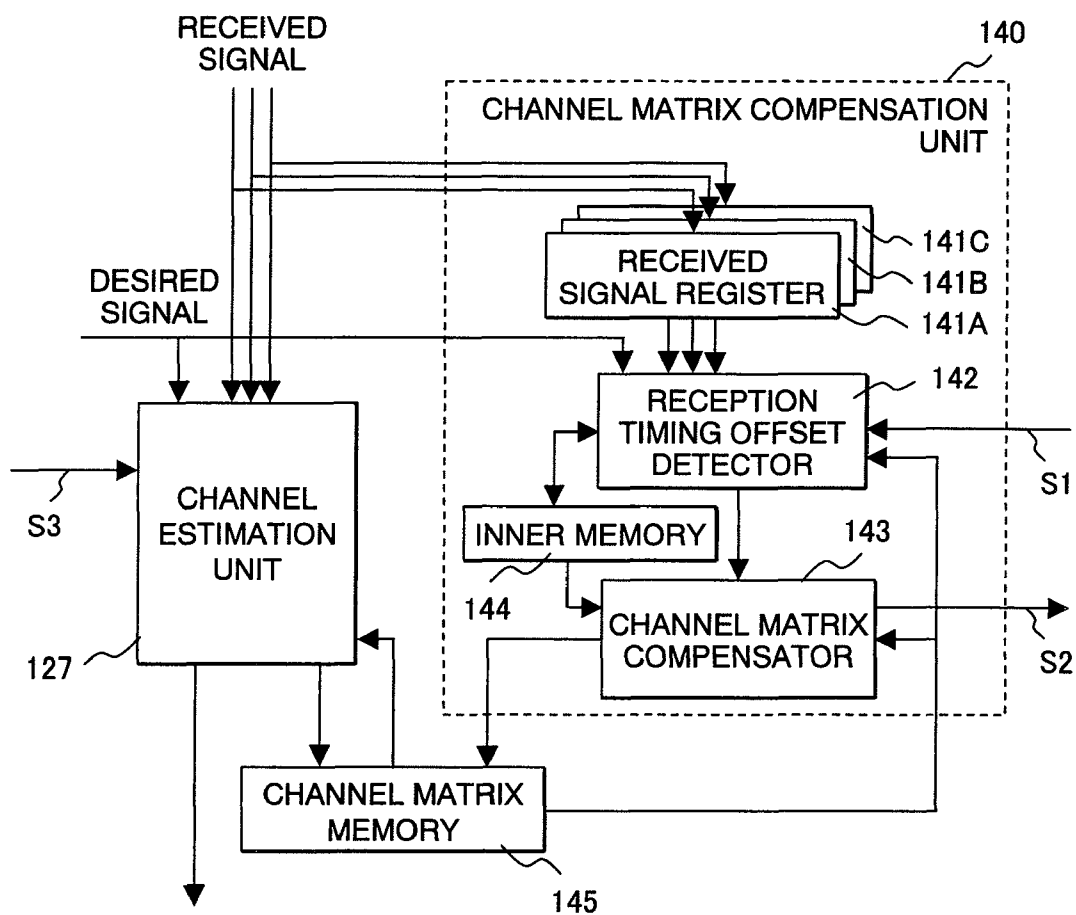 RECEIVED
SIGNAL
140
CHANNEL MATRIX COMPENSATION
UNIT
141C
141B
141A
RECEIVED
SIGNAL REGISTER
DESIRED
SIGNAL
142
RECEPTION
TIMING OFFSET
DETECTOR
S1
S3
CHANNEL
ESTIMATION
UNIT
INNER MEMORY
144
143
CHANNEL MATRIX
COMPENSATOR
S2
127
CHANNEL MATRIX
MEMORY
145